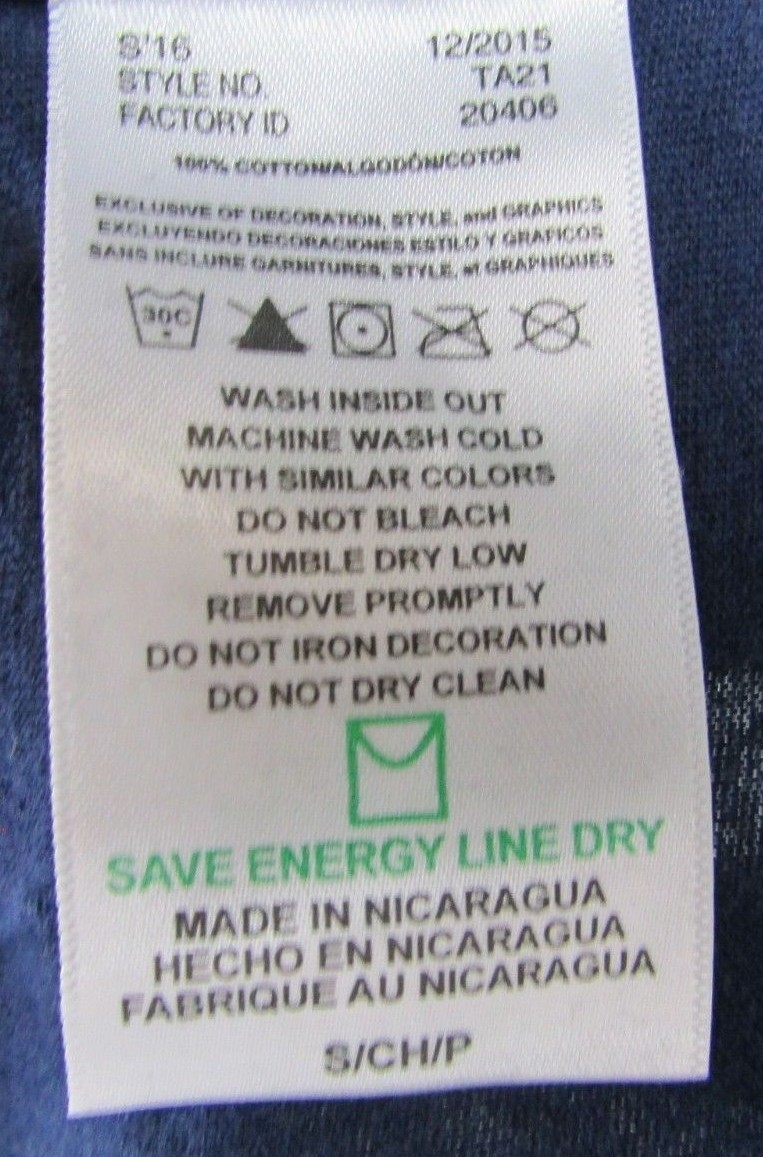 S'16 12/2015
STYLE NO. TA21
FACTORY ID 20406
100% COTTON/ALGODÓN/COTON
EXCLUSIVE OF DECORATION, STYLE, and GRAPHICS
EXCLUYENDO DECORACIONES ESTILO Y GRAFICOS
SANS INCLURE GARNITURES, STYLE, et GRAPHIQUES
30C
WASH INSIDE OUT
MACHINE WASH COLD
WITH SIMILAR COLORS
DO NOT BLEACH
TUMBLE DRY LOW
REMOVE PROMPTLY
DO NOT IRON DECORATION
DO NOT DRY CLEAN
SAVE ENERGY LINE DRY
MADE IN NICARAGUA
HECHO EN NICARAGUA
FABRIQUE AU NICARAGUA
S/CH/P